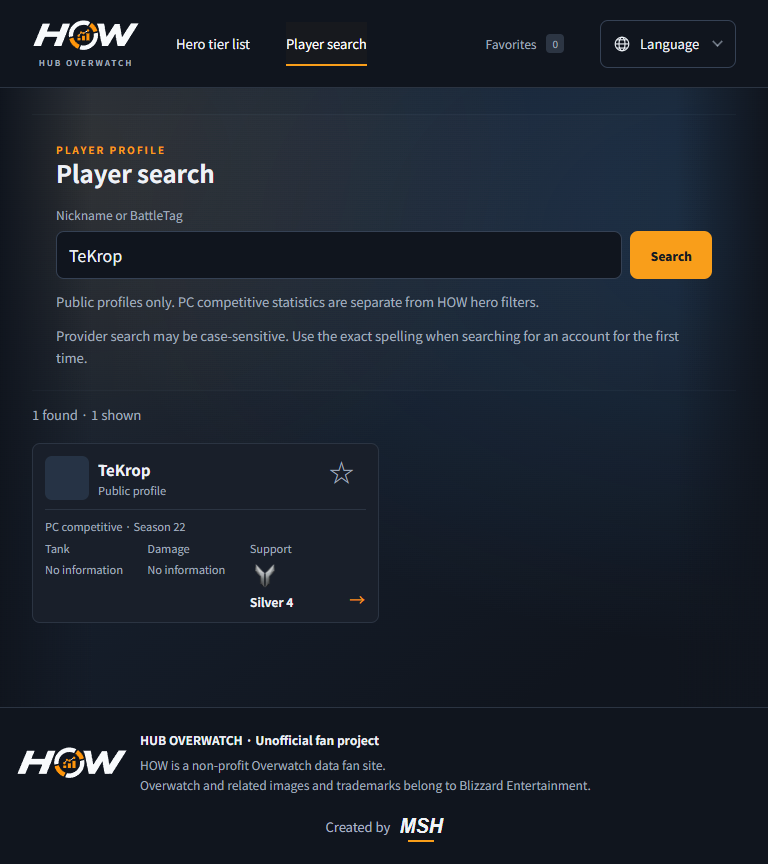 HOW
HUB OVERWATCH
Hero tier list
Player search
Favorites 0
Language
PLAYER PROFILE
Player search
Nickname or BattleTag
TeKrop
Search
Public profiles only. PC competitive statistics are separate from HOW hero filters.
Provider search may be case-sensitive. Use the exact spelling when searching for an account for the first
time.
1 found · 1 shown
TeKrop
Public profile
PC competitive · Season 22
Tank Damage Support
No information No information
Silver 4 →
HOW
HUB OVERWATCH · Unofficial fan project
HOW is a non-profit Overwatch data fan site.
Overwatch and related images and trademarks belong to Blizzard Entertainment.
Created by MSH